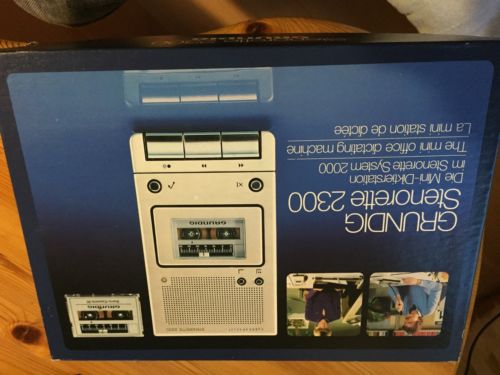 GRUNDIG
Stenorette 2300
Die Mini-Diktierstation
im Stenorette System 2000
The mini office dictating machine
La mini station de dictée
GRUNDIG
GRUNDIG